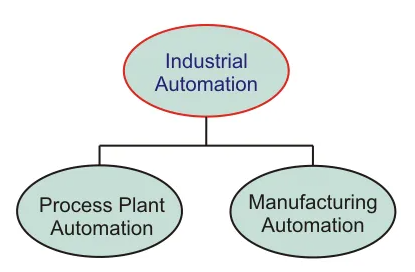 Industrial
Automation
Process Plant
Automation
Manufacturing
Automation